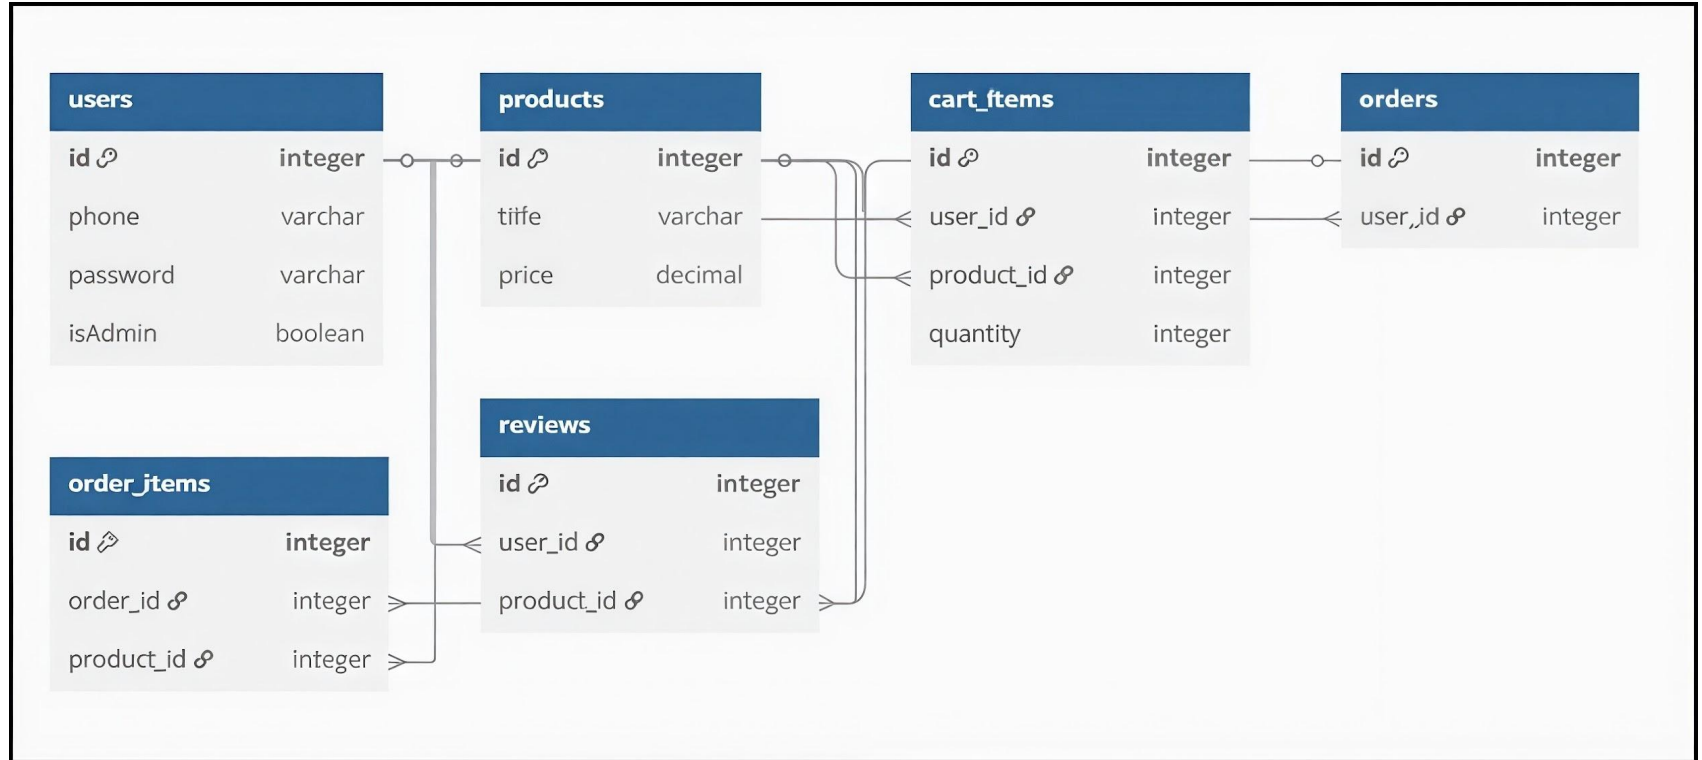 users
id integer
phone varchar
password varchar
isAdmin boolean
products
id integer
titfe varchar
price decimal
cart_ftems
id integer
user_id integer
product_id integer
quantity integer
orders
id integer
user,,id integer
order_jtems
id integer
order_id integer
product_id integer
reviews
id integer
user_id integer
product_id integer